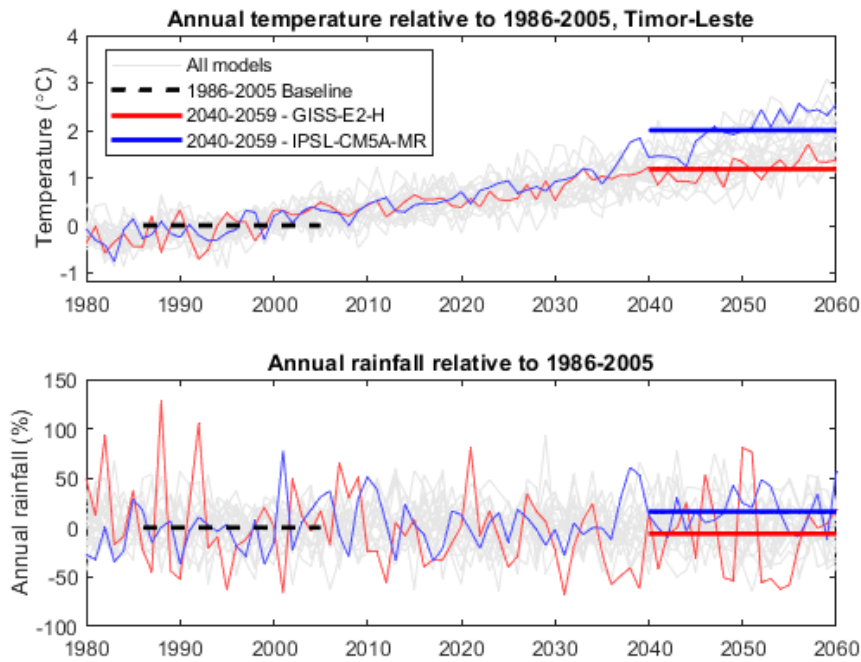 Annual temperature relative to 1986-2005, Timor-Leste
4
3
2
1
0
-1
Temperature (°C)
All models
1986-2005 Baseline
2040-2059 - GISS-E2-H
2040-2059 - IPSL-CM5A-MR
1980 1990 2000 2010 2020 2030 2040 2050 2060
Annual rainfall relative to 1986-2005
150
100
50
0
-50
-100
Annual rainfall (%)
1980 1990 2000 2010 2020 2030 2040 2050 2060